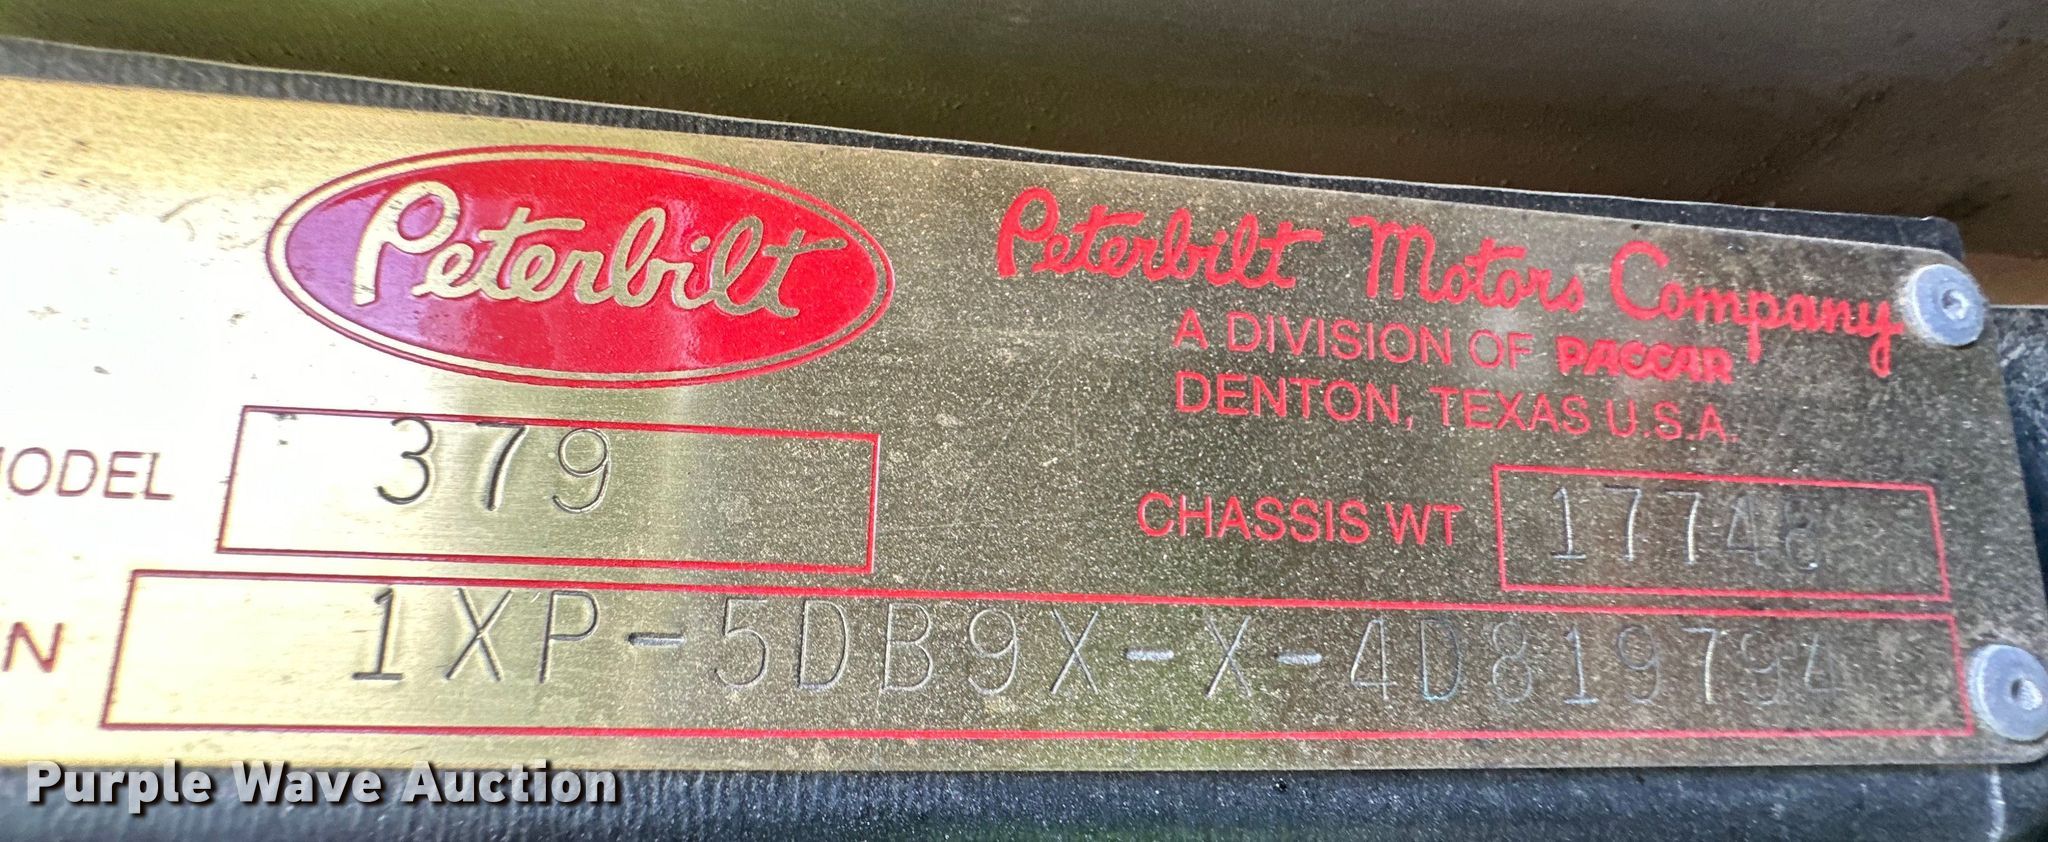 Peterbilt
Peterbilt Motors Company
A DIVISION OF PACCAR
DENTON, TEXAS U.S.A.
ODEL 379
CHASSIS WT 17746
N 1XP-5DB9X-X-4D819794
Purple Wave Auction